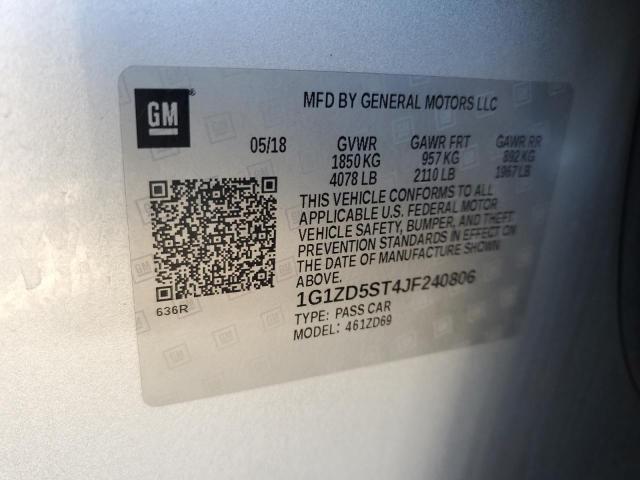 GM®
MFD BY GENERAL MOTORS LLC
05/18 GVWR GAWR FRT GAWR RR
1850 KG 957 KG 892 KG
4078 LB 2110 LB 1967 LB
THIS VEHICLE CONFORMS TO ALL
APPLICABLE U.S. FEDERAL MOTOR
VEHICLE SAFETY, BUMPER, AND THEFT
PREVENTION STANDARDS IN EFFECT ON
THE DATE OF MANUFACTURE SHOWN
ABOVE.
1G1ZD5ST4JF240806
TYPE: PASS CAR
MODEL: 461ZD69
636R